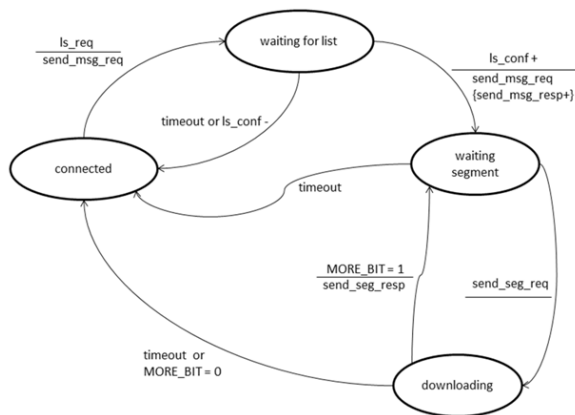 ls_req
send_msg_req
waiting for list
ls_conf +
send_msg_req
{send_msg_resp+}
timeout or ls_conf -
connected
waiting
segment
timeout
MORE_BIT = 1
send_seg_resp
send_seg_req
timeout or
MORE_BIT = 0
downloading